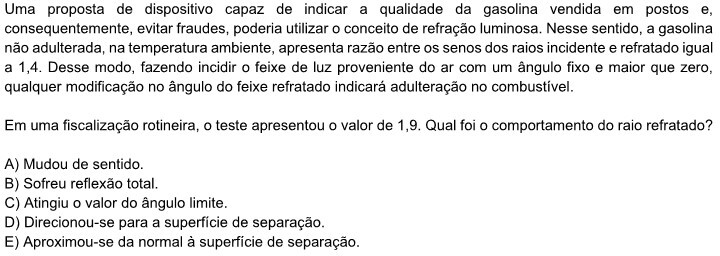 Uma proposta de dispositivo capaz de indicar a qualidade da gasolina vendida em postos e,
consequentemente, evitar fraudes, poderia utilizar o conceito de refração luminosa. Nesse sentido, a gasolina
não adulterada, na temperatura ambiente, apresenta razão entre os senos dos raios incidente e refratado igual
a 1,4. Desse modo, fazendo incidir o feixe de luz proveniente do ar com um ângulo fixo e maior que zero,
qualquer modificação no ângulo do feixe refratado indicará adulteração no combustível.
Em uma fiscalização rotineira, o teste apresentou o valor de 1,9. Qual foi o comportamento do raio refratado?
A) Mudou de sentido.
B) Sofreu reflexão total.
C) Atingiu o valor do ângulo limite.
D) Direcionou-se para a superfície de separação.
E) Aproximou-se da normal à superfície de separação.